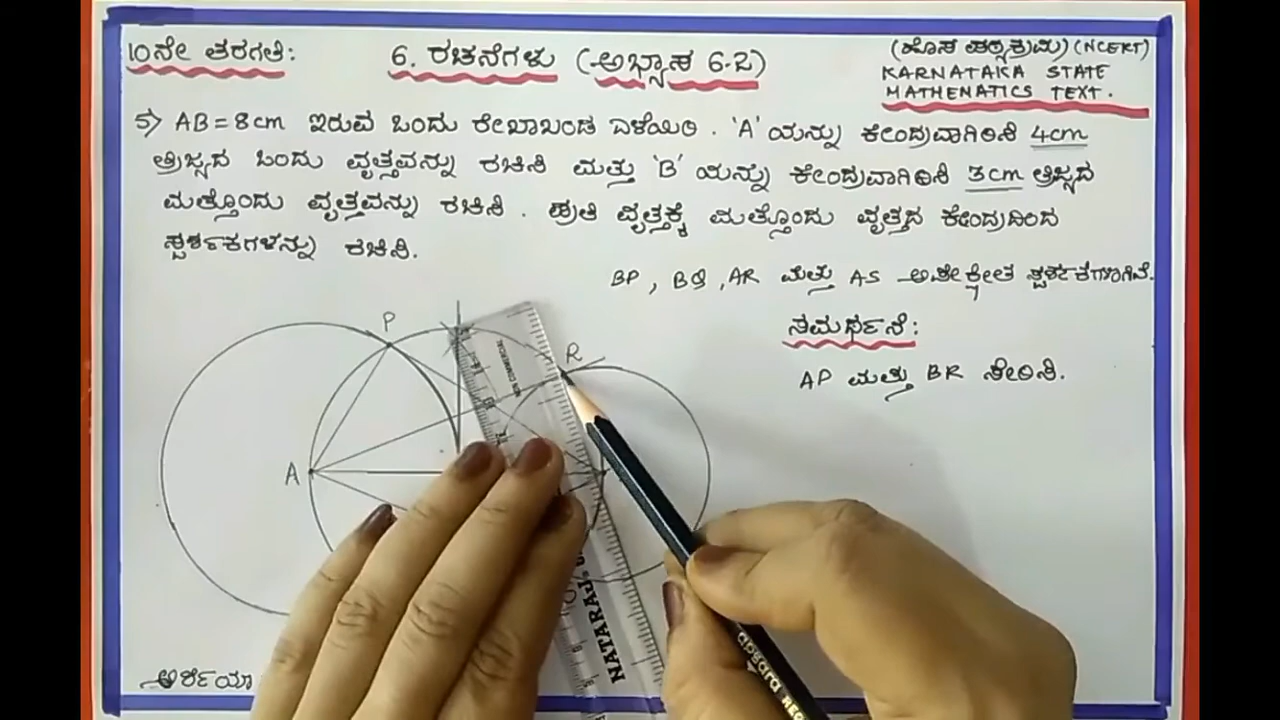 10ನೇ ತರಗತಿ:
6. ರಚನೆಗಳು (ಅಭ್ಯಾಸ 6.2)
(ಹೊಸ ಪಠ್ಯಕ್ರಮ) (NCERT)
KARNATAKA STATE
MATHENATICS TEXT.
5) AB = 8cm ಇರುವ ಒಂದು ರೇಖಾಖಂಡ ಎಳೆಯಿರಿ. 'A' ಯನ್ನು ಕೇಂದ್ರವಾಗಿರಿಸಿ 4cm
ತ್ರಿಜ್ಯದ ಒಂದು ವೃತ್ತವನ್ನು ರಚಿಸಿ ಮತ್ತು 'B' ಯನ್ನು ಕೇಂದ್ರವಾಗಿರಿಸಿ 3cm ತ್ರಿಜ್ಯದ
ಮತ್ತೊಂದು ವೃತ್ತವನ್ನು ರಚಿಸಿ. ಪ್ರತಿ ವೃತ್ತಕ್ಕೆ ಮತ್ತೊಂದು ವೃತ್ತದ ಕೇಂದ್ರದಿಂದ
ಸ್ಪರ್ಶಕಗಳನ್ನು ರಚಿಸಿ.
BP, BQ, AR ಮತ್ತು AS ಅಪೇಕ್ಷೀತ ಸ್ಪರ್ಶಕಗಳಾಗಿವೆ.
ಸಮರ್ಥನೆ:
AP ಮತ್ತು BR ಸೇರಿಸಿ.
P
R
A
NATARAJ
apsara